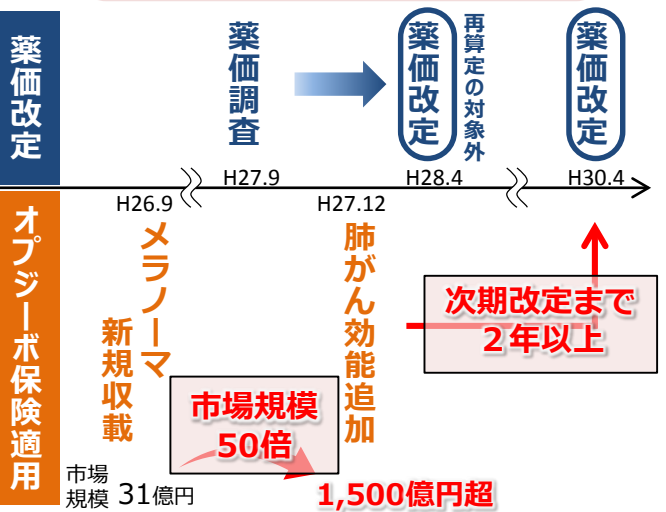 薬価改定
薬価調査
薬価改定
再算定の対象外
薬価改定
H27.9
H28.4
H30.4
H26.9
H27.12
オプジーボ保険適用
メラノーマ
新規収載
肺がん効能追加
次期改定まで
２年以上
市場規模
50倍
市場
規模 31億円
1,500億円超